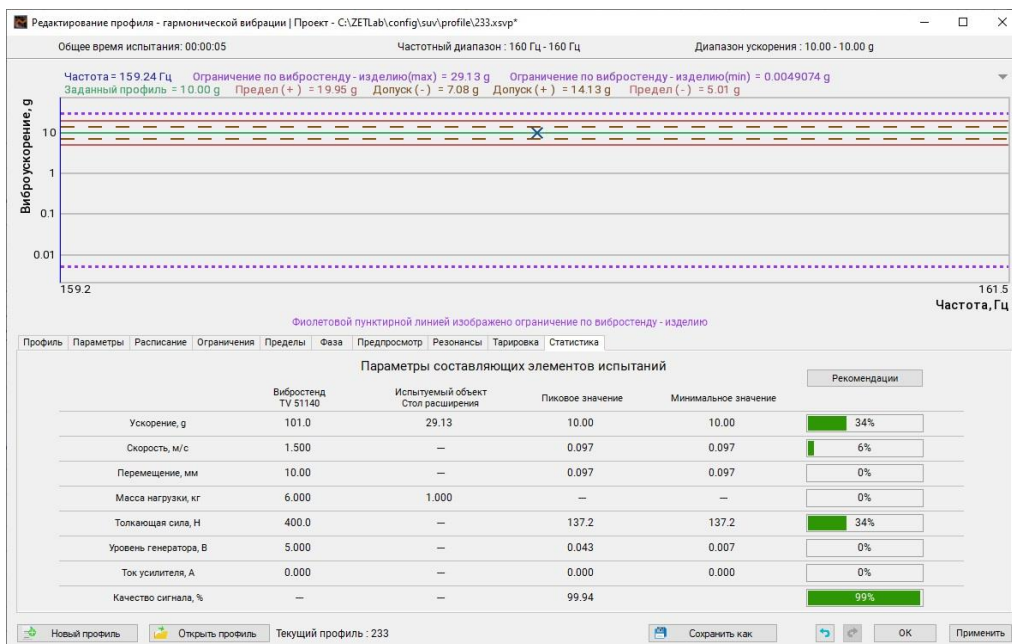 Редактирование профиля - гармонической вибрации | Проект - C:\ZETLab\config\suv\profile\233.xsvp*
Общее время испытания: 00:00:05 Частотный диапазон : 160 Гц - 160 Гц Диапазон ускорения : 10.00 - 10.00 g
Частота = 159.24 Гц Ограничение по вибростенду - изделию(max) = 29.13 g Ограничение по вибростенду - изделию(min) = 0.0049074 g
Заданный профиль = 10.00 g Предел ( + ) = 19.95 g Допуск ( - ) = 7.08 g Допуск ( + ) = 14.13 g Предел ( - ) = 5.01 g
Виброускорение, g
10
1
0.1
0.01
159.2 161.5
Частота, Гц
Фиолетовой пунктирной линией изображено ограничение по вибростенду - изделию
Профиль Параметры Расписание Ограничения Пределы Фаза Предпросмотр Резонансы Тарировка Статистика
Параметры составляющих элементов испытаний
Рекомендации
Вибростенд Испытуемый объект Пиковое значение Минимальное значение
TV 51140 Стол расширения
Ускорение, g 101.0 29.13 10.00 10.00 34%
Скорость, м/с 1.500 — 0.097 0.097 6%
Перемещение, мм 10.00 — 0.097 0.097 0%
Масса нагрузки, кг 6.000 1.000 — — 0%
Толкающая сила, Н 400.0 — 137.2 137.2 34%
Уровень генератора, В 5.000 — 0.043 0.007 0%
Ток усилителя, А 0.000 — 0.000 0.000 0%
Качество сигнала, % — — 99.94 99%
Новый профиль Открыть профиль Текущий профиль : 233 Сохранить как ОК Применить